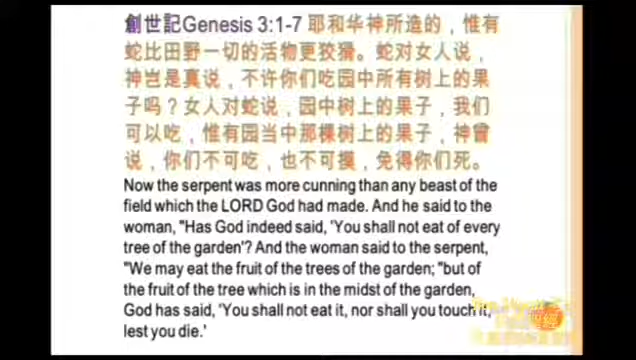 創世記Genesis 3:1-7 耶和华神所造的，惟有
蛇比田野一切的活物更狡猾。蛇对女人说，
神岂是真说，不许你们吃园中所有树上的果
子吗？女人对蛇说，园中树上的果子，我们
可以吃，惟有园当中那棵树上的果子，神曾
说，你们不可吃，也不可摸，免得你们死。
Now the serpent was more cunning than any beast of the
field which the LORD God had made. And he said to the
woman, "Has God indeed said, 'You shall not eat of every
tree of the garden'? And the woman said to the serpent,
"We may eat the fruit of the trees of the garden; "but of
the fruit of the tree which is in the midst of the garden,
God has said, 'You shall not eat it, nor shall you touch it,
lest you die.'
聖經